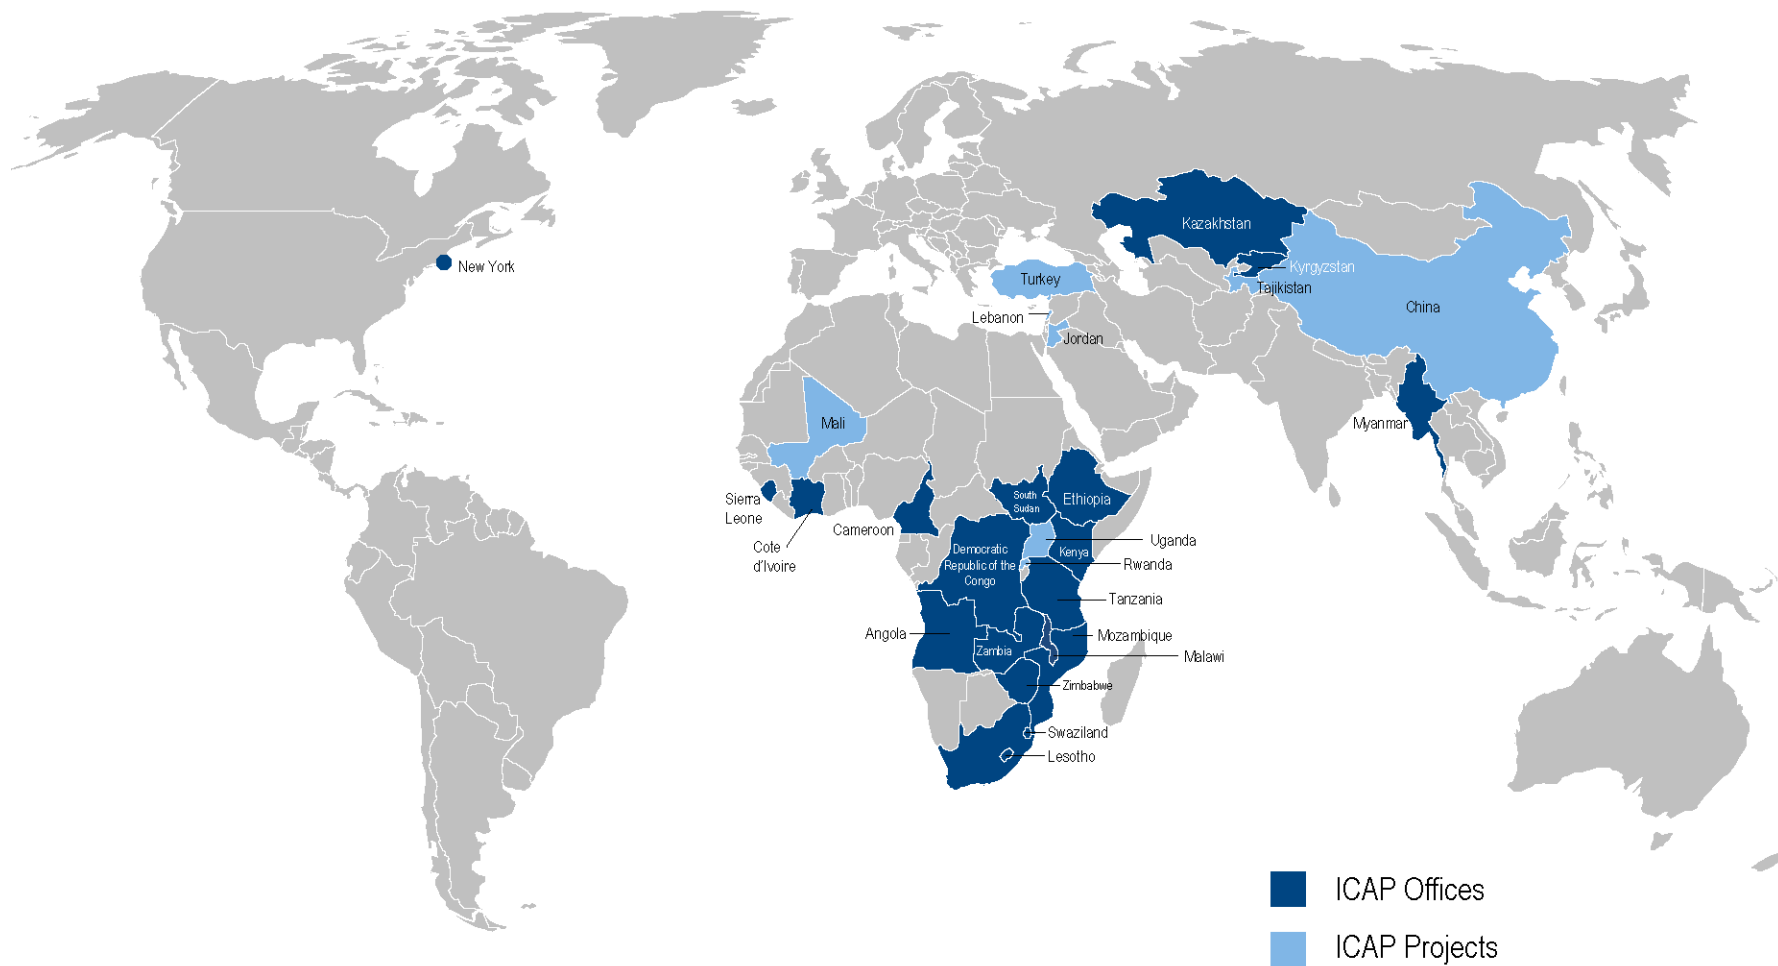 Kazakhstan
New York
Kyrgyzstan
Turkey
Tajikistan
China
Lebanon
Jordan
Mali
Myanmar
Sierra
Leone
South
Sudan
Ethiopia
Cameroon
Cote
d'Ivoire
Uganda
Democratic
Republic of the
Congo
Kenya
Rwanda
Tanzania
Angola
Mozambique
Zambia
Malawi
Zimbabwe
Swaziland
Lesotho
ICAP Offices
ICAP Projects